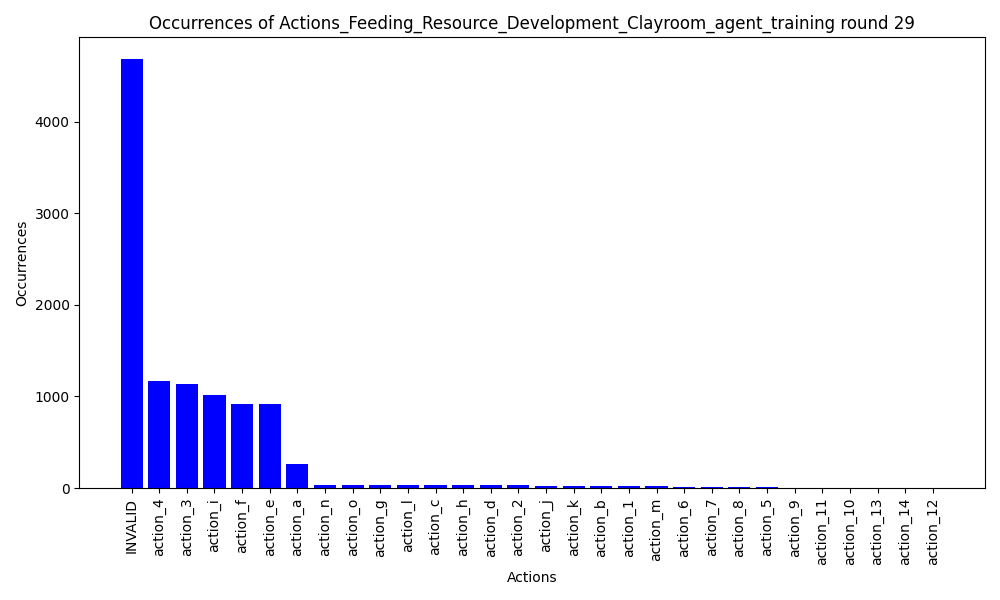 Occurrences of Actions_Feeding_Resource_Development_Clayroom_agent_training round 29
Occurrences
4000
3000
2000
1000
0
INVALID
action_4
action_3
action_i
action_f
action_e
action_a
action_n
action_o
action_g
action_l
action_c
action_h
action_d
action_2
action_j
action_k
action_b
action_1
action_m
action_6
action_7
action_8
action_5
action_9
action_11
action_10
action_13
action_14
action_12
Actions